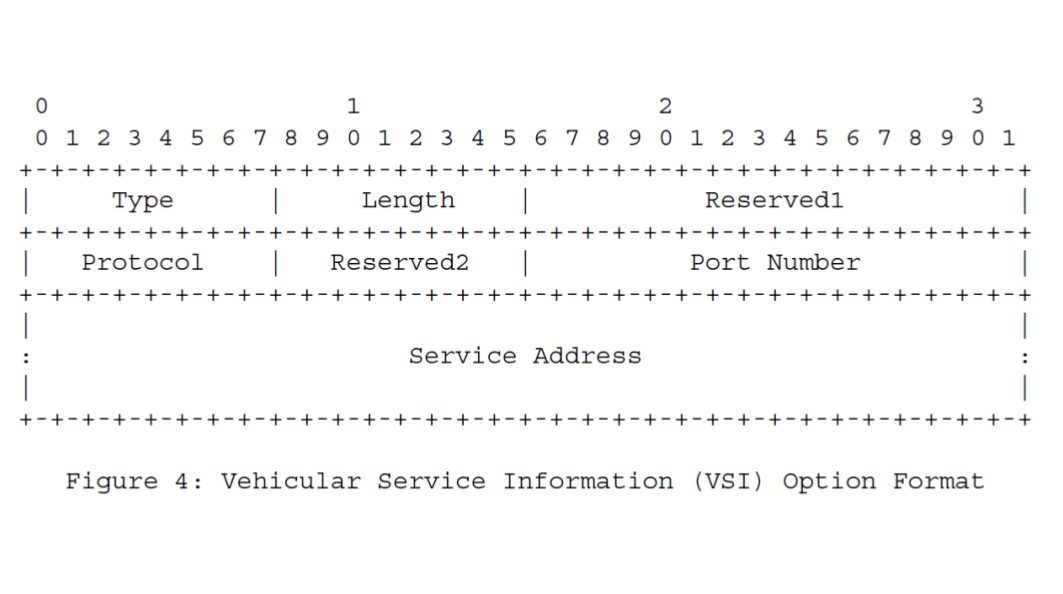 0                   1                   2                   3
 0 1 2 3 4 5 6 7 8 9 0 1 2 3 4 5 6 7 8 9 0 1 2 3 4 5 6 7 8 9 0 1
+-+-+-+-+-+-+-+-+-+-+-+-+-+-+-+-+-+-+-+-+-+-+-+-+-+-+-+-+-+-+-+-+
|     Type      |     Length    |           Reserved1           |
+-+-+-+-+-+-+-+-+-+-+-+-+-+-+-+-+-+-+-+-+-+-+-+-+-+-+-+-+-+-+-+-+
|   Protocol    |   Reserved2   |          Port Number          |
+-+-+-+-+-+-+-+-+-+-+-+-+-+-+-+-+-+-+-+-+-+-+-+-+-+-+-+-+-+-+-+-+
|                                                               |
:                        Service Address                        :
|                                                               |
+-+-+-+-+-+-+-+-+-+-+-+-+-+-+-+-+-+-+-+-+-+-+-+-+-+-+-+-+-+-+-+-+
   Figure 4: Vehicular Service Information (VSI) Option Format